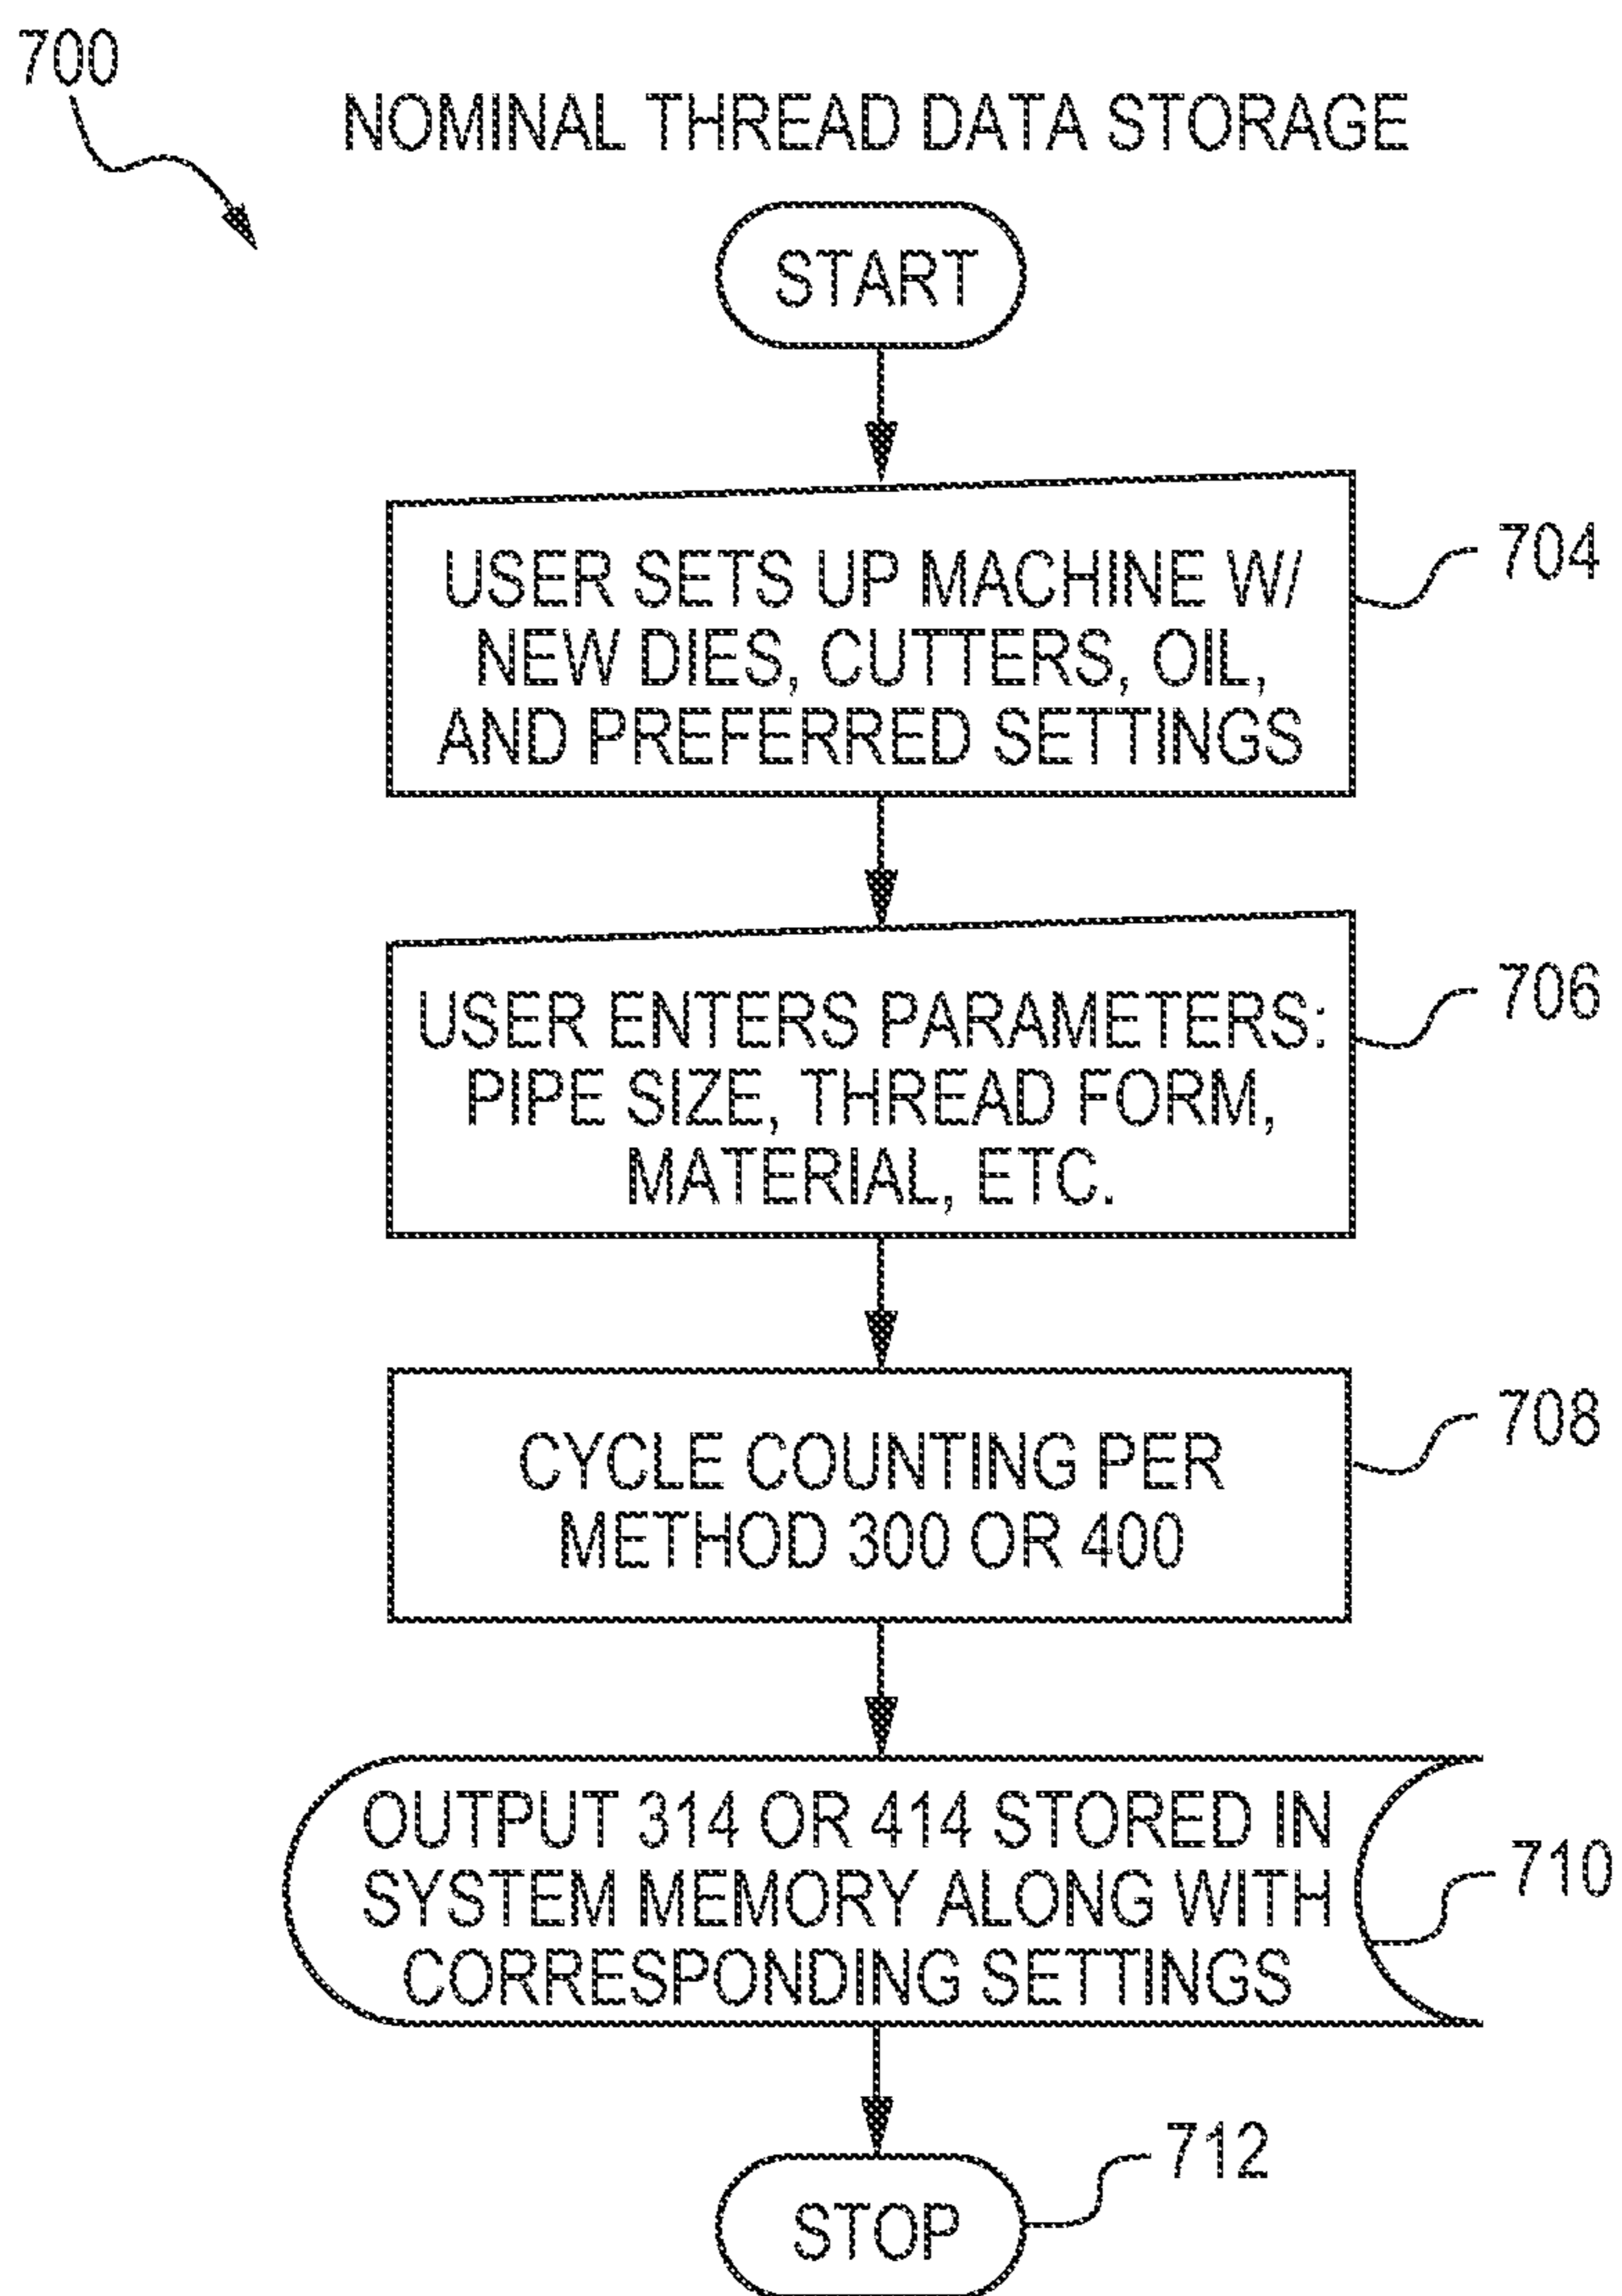 700
NOMINAL THREAD DATA STORAGE
START
USER SETS UP MACHINE W/
NEW DIES, CUTTERS, OIL,
AND PREFERRED SETTINGS
704
USER ENTERS PARAMETERS:
PIPE SIZE, THREAD FORM,
MATERIAL, ETC.
706
CYCLE COUNTING PER
METHOD 300 OR 400
708
OUTPUT 314 OR 414 STORED IN
SYSTEM MEMORY ALONG WITH
CORRESPONDING SETTINGS
710
STOP
712